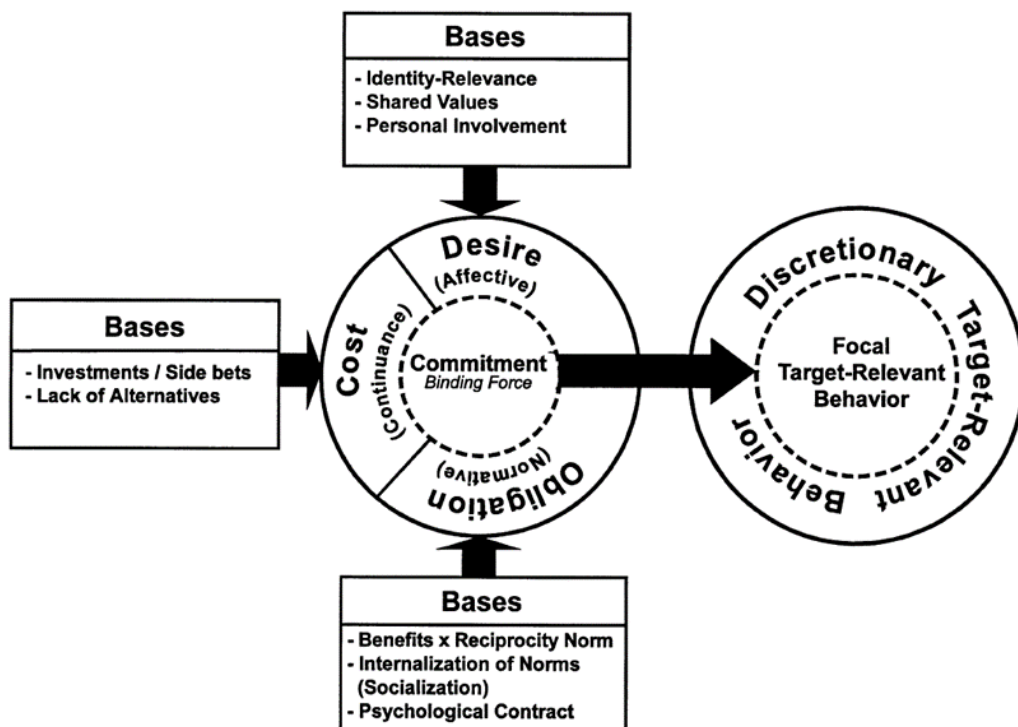 Bases
- Identity-Relevance
- Shared Values
- Personal Involvement
Desire
(Affective)
Cost
(Continuance)
Commitment
Binding Force
Obligation
(Normative)
Bases
- Investments / Side bets
- Lack of Alternatives
Discretionary Target-Relevant Behavior
Focal
Target-Relevant
Behavior
Bases
- Benefits x Reciprocity Norm
- Internalization of Norms
(Socialization)
- Psychological Contract